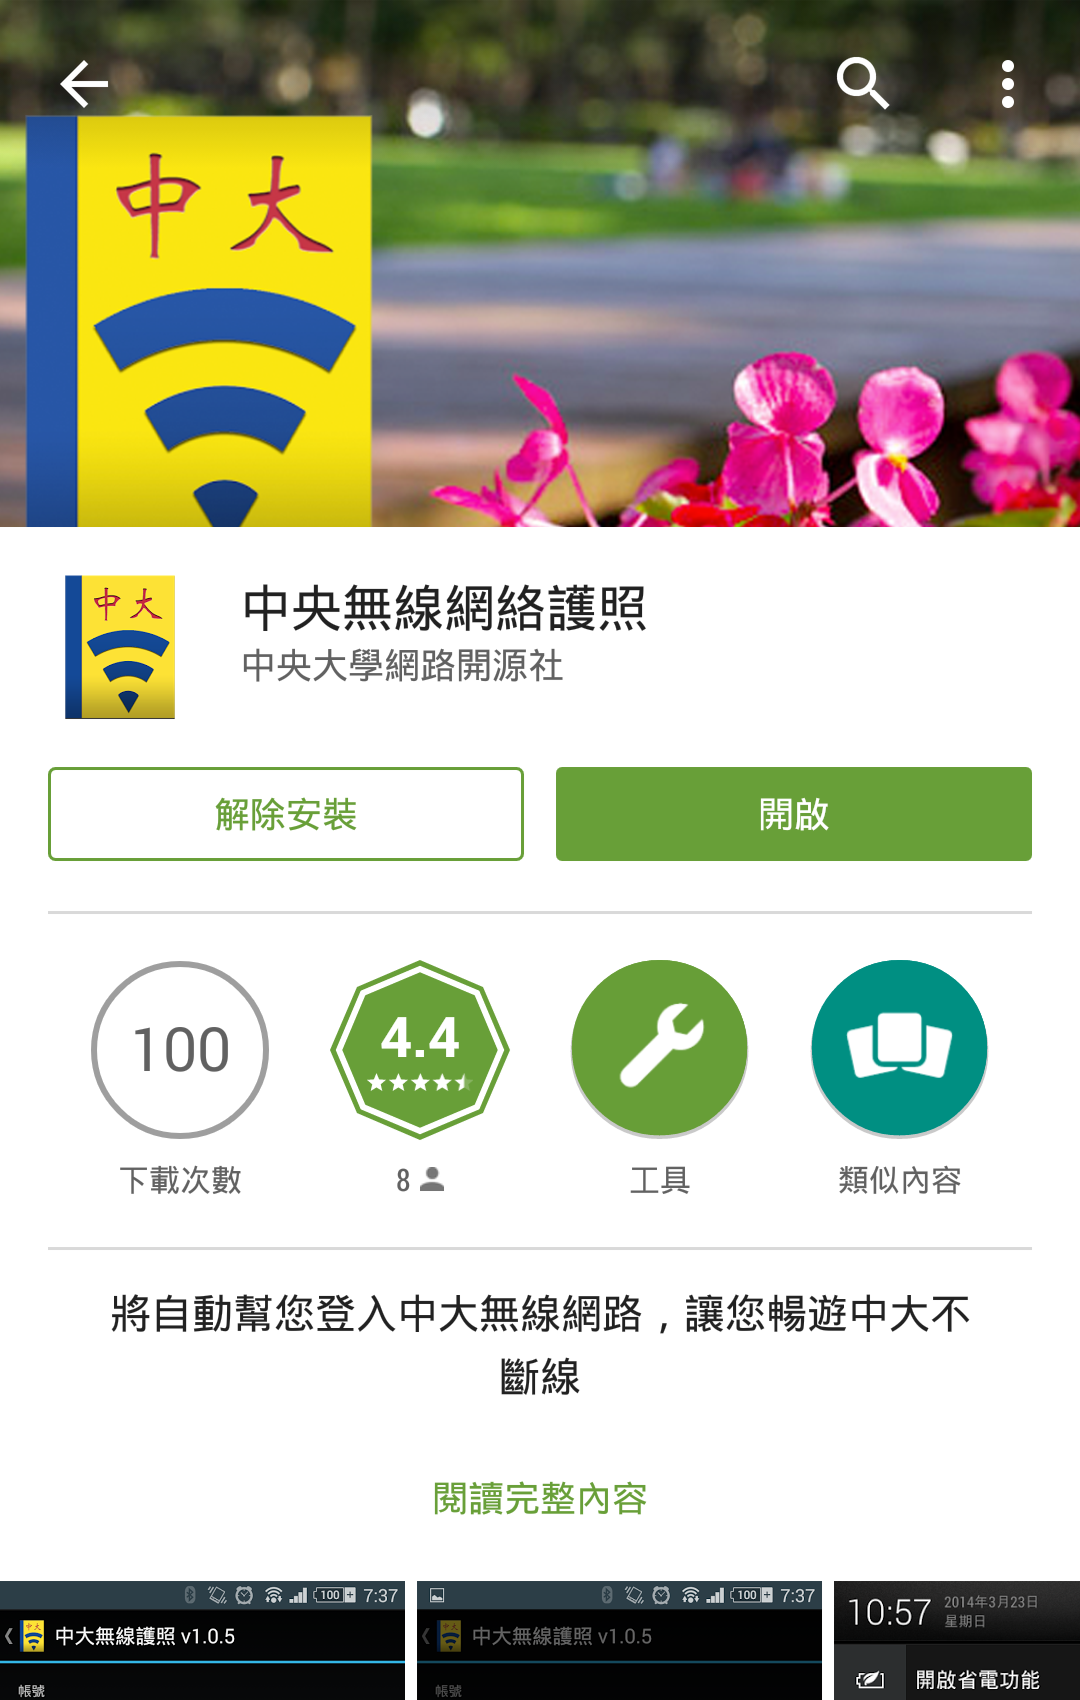 中大
中央無線網絡護照
中大
中央大學網路開源社
解除安裝
開啟
100
4.4
下載次數
8
工具
類似內容
將自動幫您登入中大無線網路，讓您暢遊中大不
斷線
閱讀完整內容
100 7:37
中大無線護照 v1.0.5
帳號
100 7:37
中大無線護照 v1.0.5
帳號
10:57
2014年3月23日
星期日
開啟省電功能